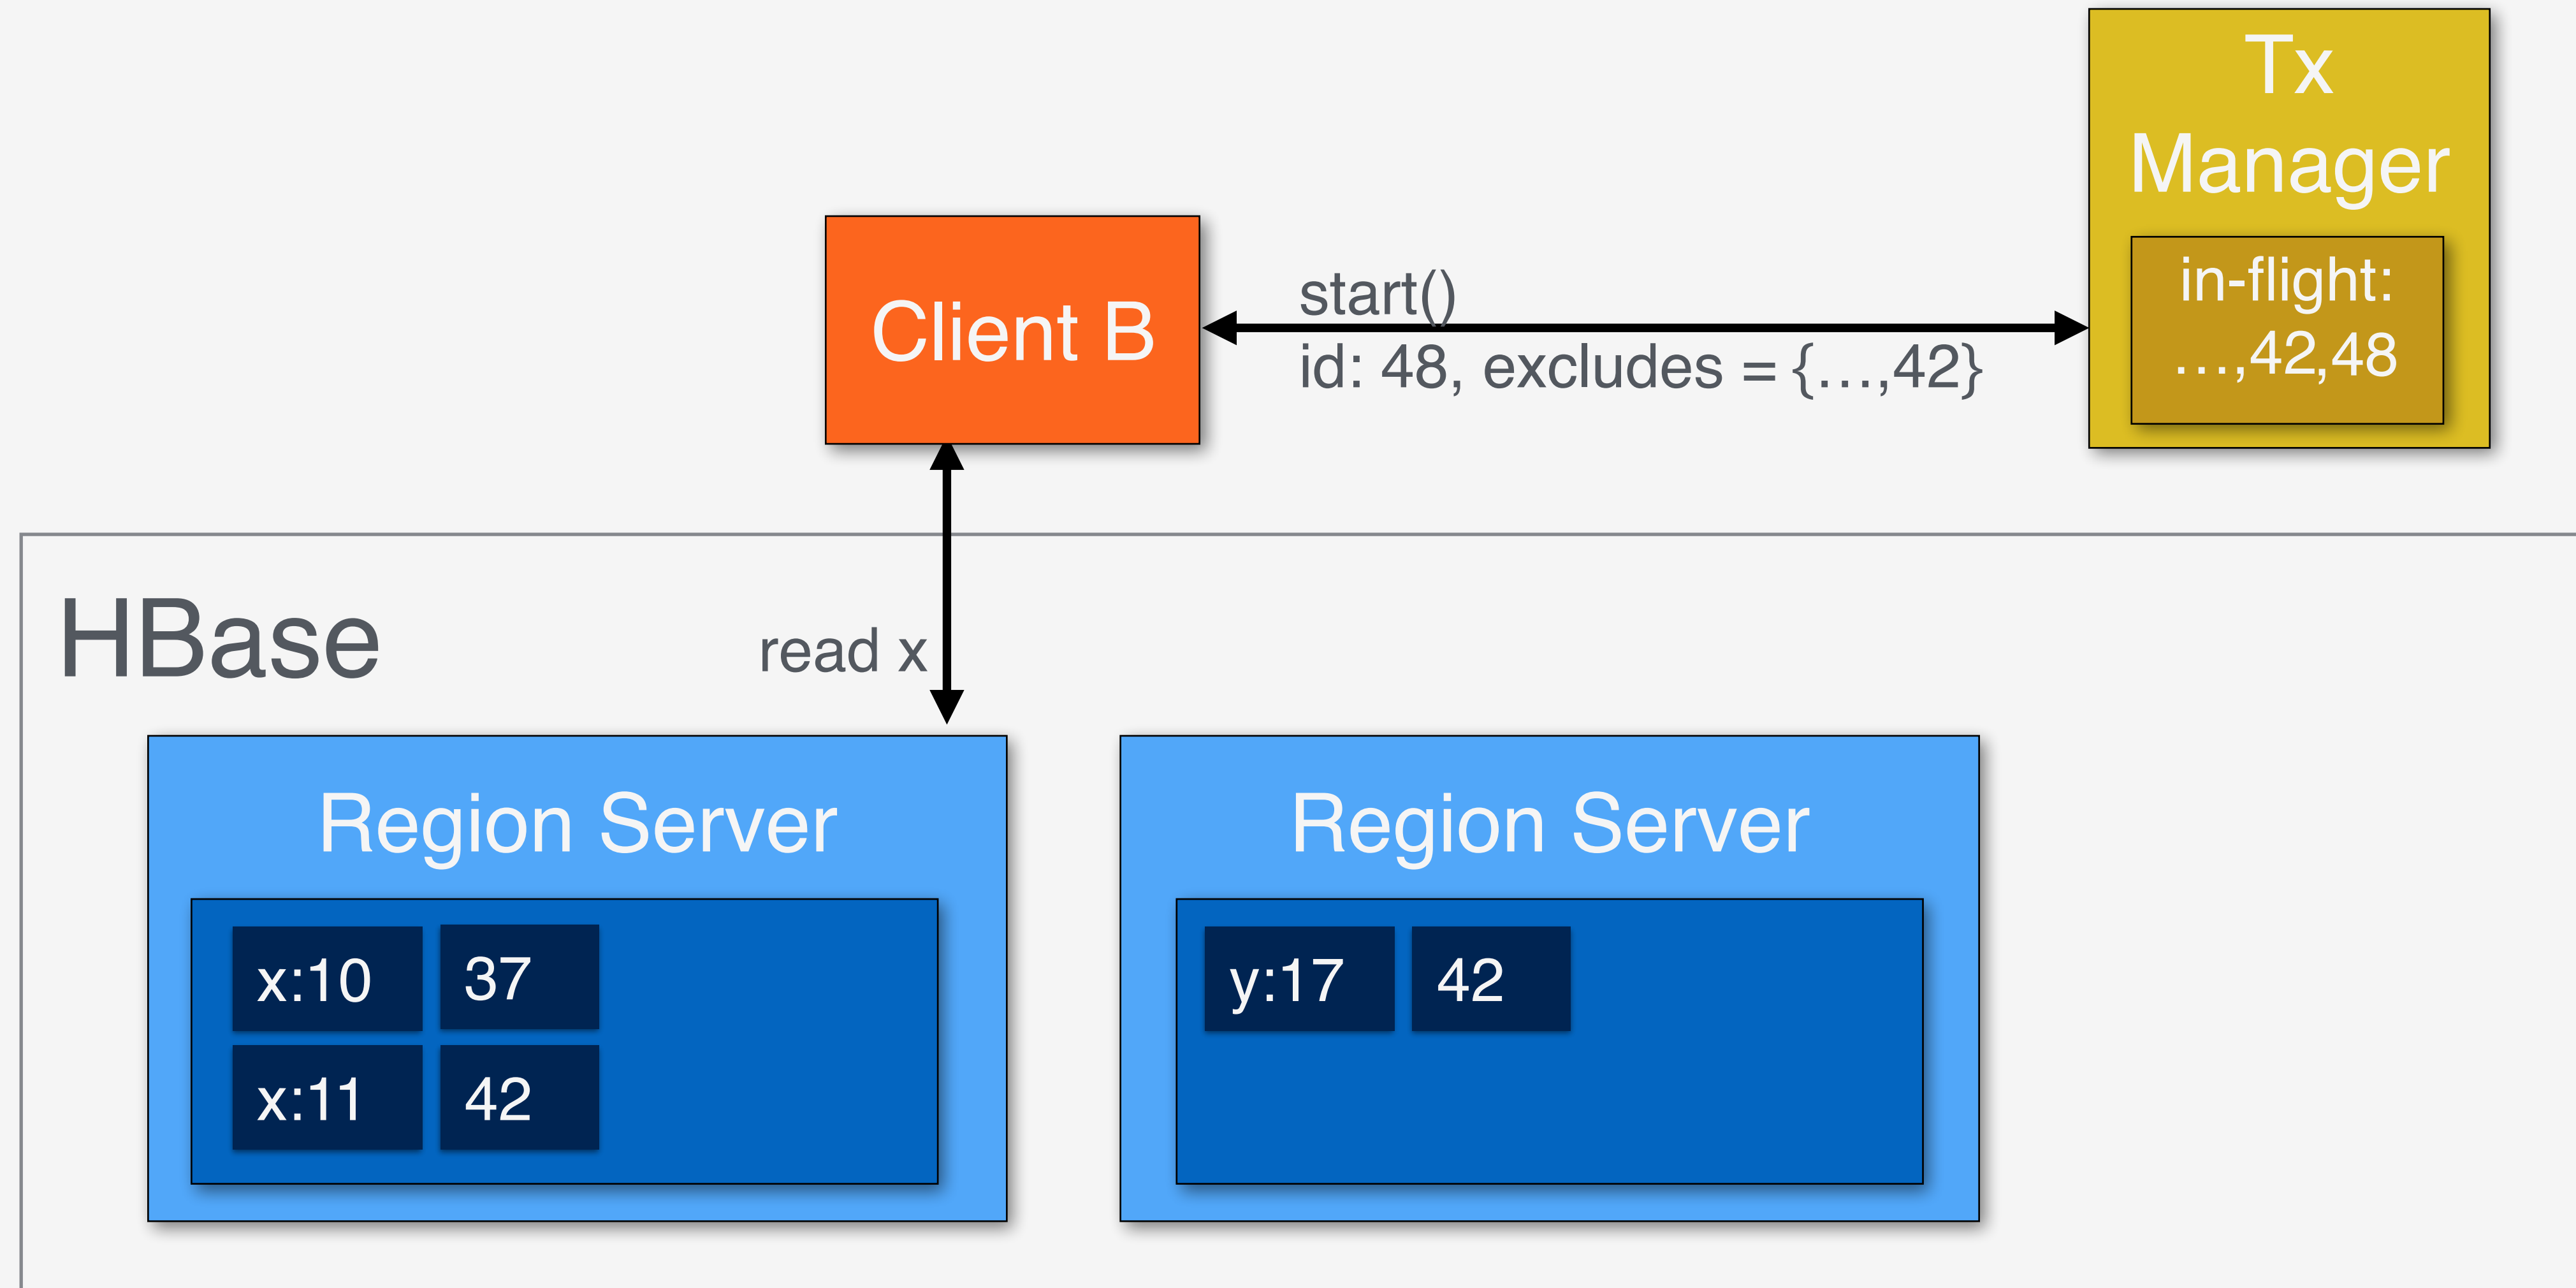 Tx
Manager
in-flight:
…,42,48
Client B
start()
id: 48, excludes = {…,42}
HBase
read x
Region Server
x:10 37
x:11 42
Region Server
y:17 42